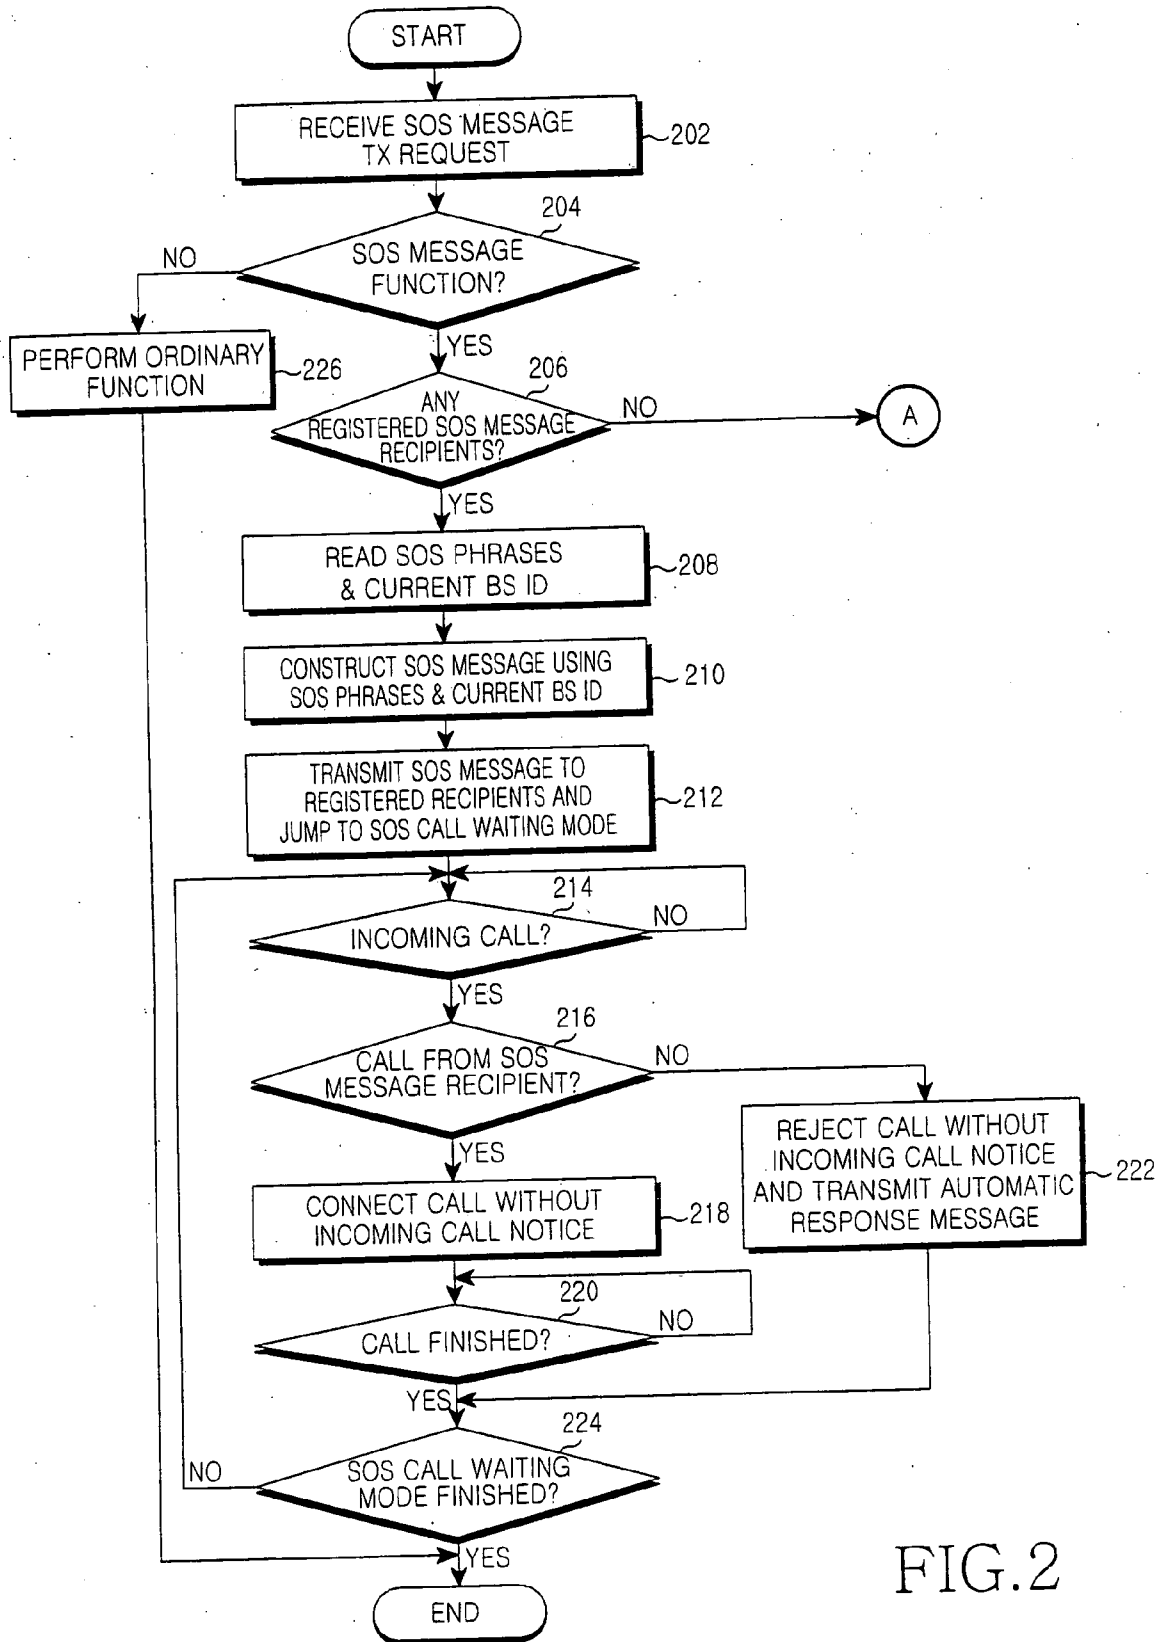 START
RECEIVE SOS MESSAGE
TX REQUEST
202
204
SOS MESSAGE
FUNCTION?
NO
YES
PERFORM ORDINARY
FUNCTION
226
206
ANY
REGISTERED SOS MESSAGE
RECIPIENTS?
NO
A
YES
READ SOS PHRASES
& CURRENT BS ID
208
CONSTRUCT SOS MESSAGE USING
SOS PHRASES & CURRENT BS ID
210
TRANSMIT SOS MESSAGE TO
REGISTERED RECIPIENTS AND
JUMP TO SOS CALL WAITING MODE
212
214
INCOMING CALL?
NO
YES
216
CALL FROM SOS
MESSAGE RECIPIENT?
NO
YES
REJECT CALL WITHOUT
INCOMING CALL NOTICE
AND TRANSMIT AUTOMATIC
RESPONSE MESSAGE
222
CONNECT CALL WITHOUT
INCOMING CALL NOTICE
218
220
CALL FINISHED?
NO
YES
224
SOS CALL WAITING
MODE FINISHED?
NO
YES
END
FIG.2